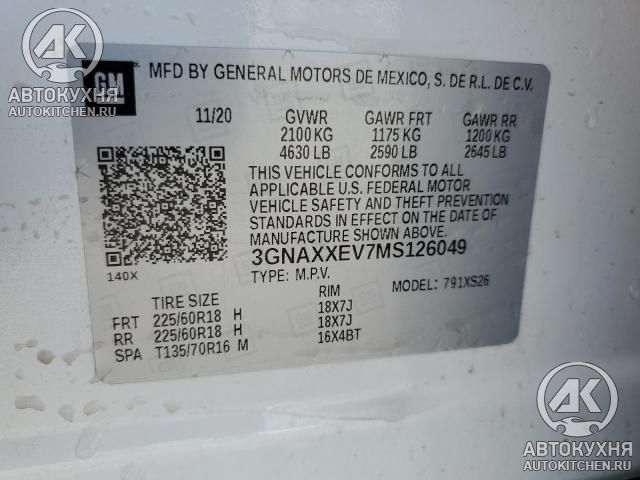 AK
АВТОКУХНЯ
AUTOKITCHEN.RU
GM
MFD BY GENERAL MOTORS DE MEXICO, S. DE R.L. DE C.V.
11/20 GVWR GAWR FRT GAWR RR
2100 KG 1175 KG 1200 KG
4630 LB 2590 LB 2645 LB
THIS VEHICLE CONFORMS TO ALL
APPLICABLE U.S. FEDERAL MOTOR
VEHICLE SAFETY AND THEFT PREVENTION
STANDARDS IN EFFECT ON THE DATE OF
MANUFACTURE SHOWN ABOVE.
3GNAXXEV7MS126049
140X
TYPE: M.P.V. MODEL: 791XS26
TIRE SIZE RIM
FRT 225/60R18 H 18X7J
RR 225/60R18 H 18X7J
SPA T135/70R16 M 16X4BT
AK
АВТОКУХНЯ
AUTOKITCHEN.RU